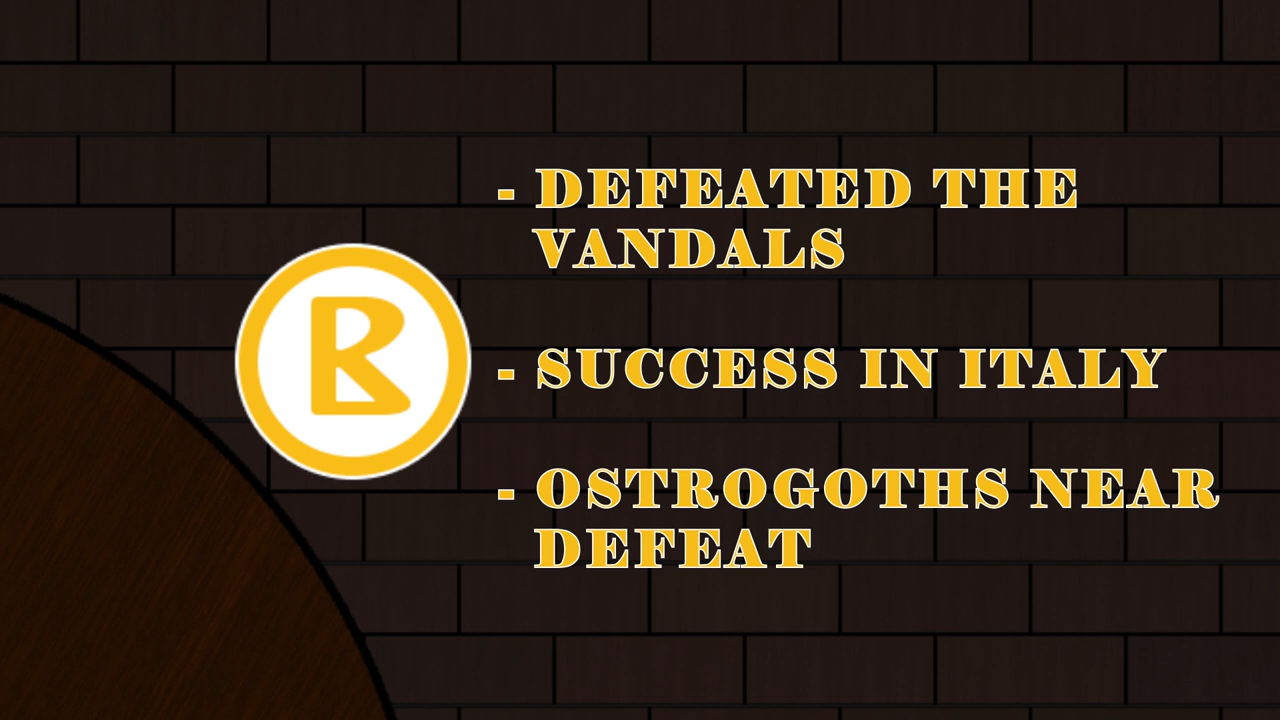 - DEFEATED THE
VANDALS
B
- SUCCESS IN ITALY
- OSTROGOTHS NEAR
DEFEAT